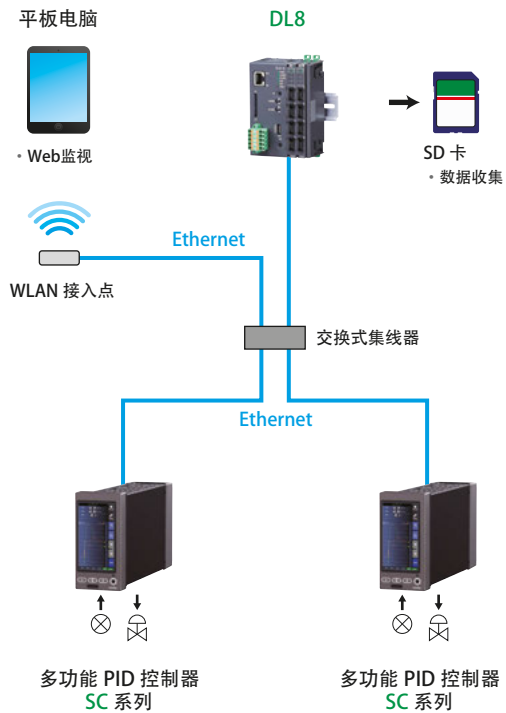 平板电脑
DL8
・Web监视
SD 卡
・数据收集
Ethernet
WLAN 接入点
交换式集线器
Ethernet
多功能 PID 控制器
SC 系列
多功能 PID 控制器
SC 系列